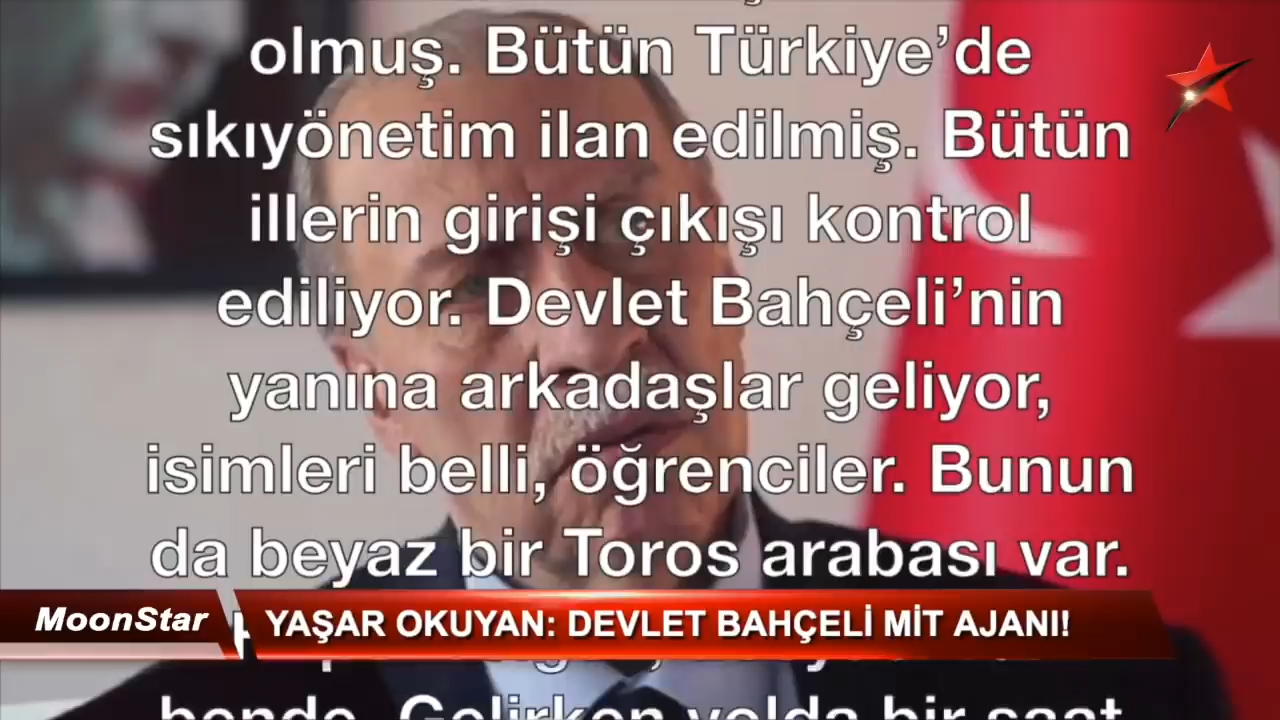 olmuş. Bütün Türkiye’de
sıkıyönetim ilan edilmiş. Bütün
illerin girişi çıkışı kontrol
ediliyor. Devlet Bahçeli’nin
yanına arkadaşlar geliyor,
isimleri belli, öğrenciler. Bunun
da beyaz bir Toros arabası var.
MoonStar
YAŞAR OKUYAN: DEVLET BAHÇELİ MİT AJANI!
bende. Gelirken yolda bir saat